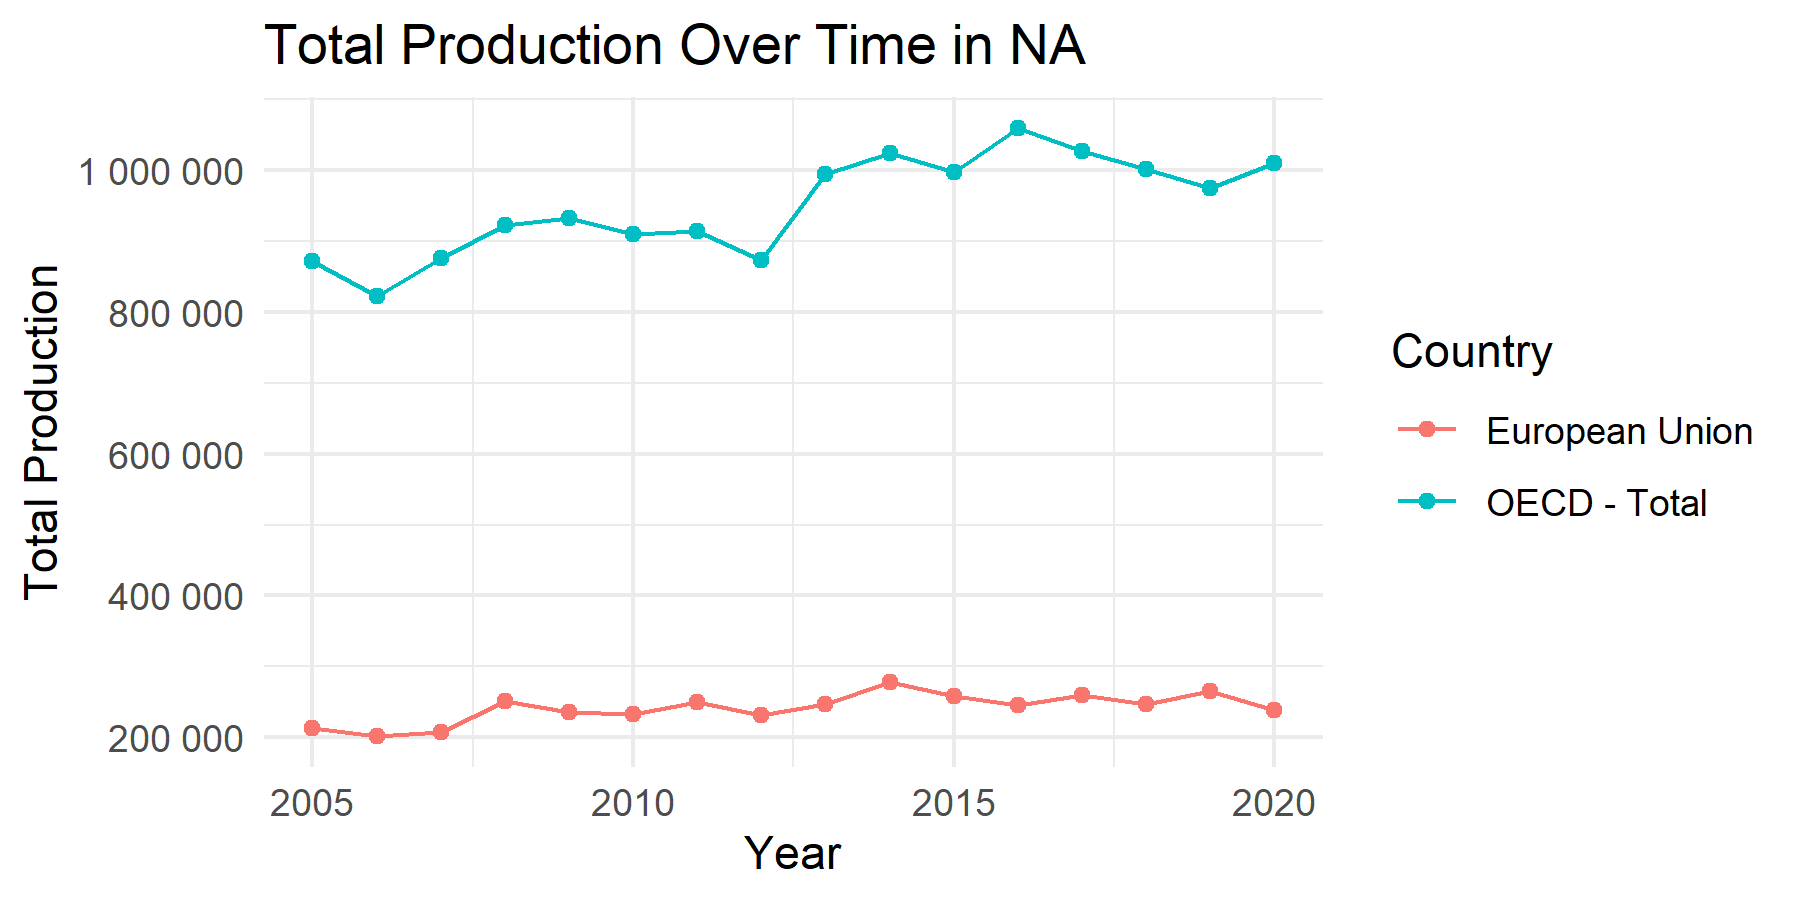 Total Production Over Time in NA
Total Production
1 000 000
800 000
600 000
400 000
200 000
2005 2010 2015 2020
Year
Country
European Union
OECD - Total